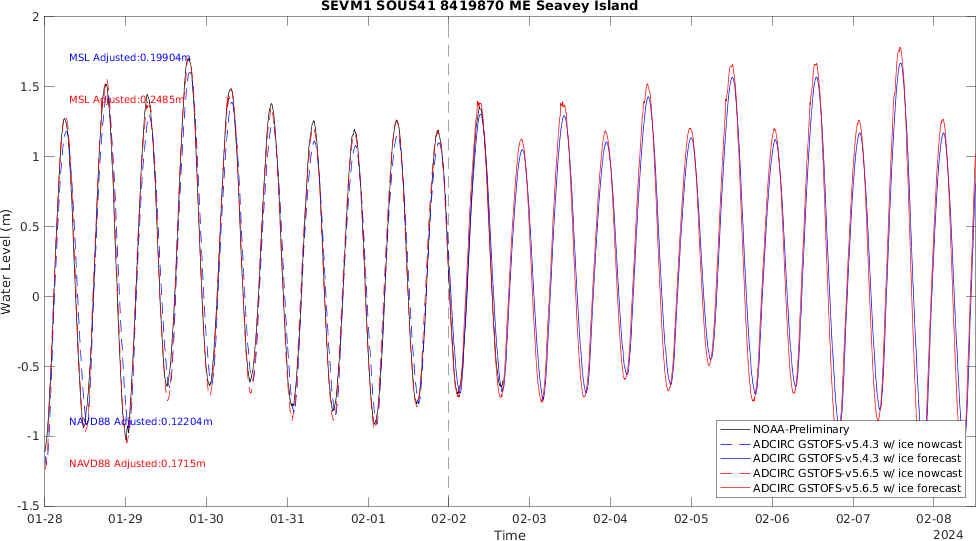 SEVM1 SOUS41 8419870 ME Seavey Island
2
1.5
1
0.5
0
-0.5
-1
-1.5
Water Level (m)
MSL Adjusted:0.19904m
MSL Adjusted:0.2485m
NAVD88 Adjusted:0.12204m
NAVD88 Adjusted:0.1715m
NOAA-Preliminary
ADCIRC GSTOFS-v5.4.3 w/ ice nowcast
ADCIRC GSTOFS-v5.4.3 w/ ice forecast
ADCIRC GSTOFS-v5.6.5 w/ ice nowcast
ADCIRC GSTOFS-v5.6.5 w/ ice forecast
01-28 01-29 01-30 01-31 02-01 02-02 02-03 02-04 02-05 02-06 02-07 02-08
Time
2024